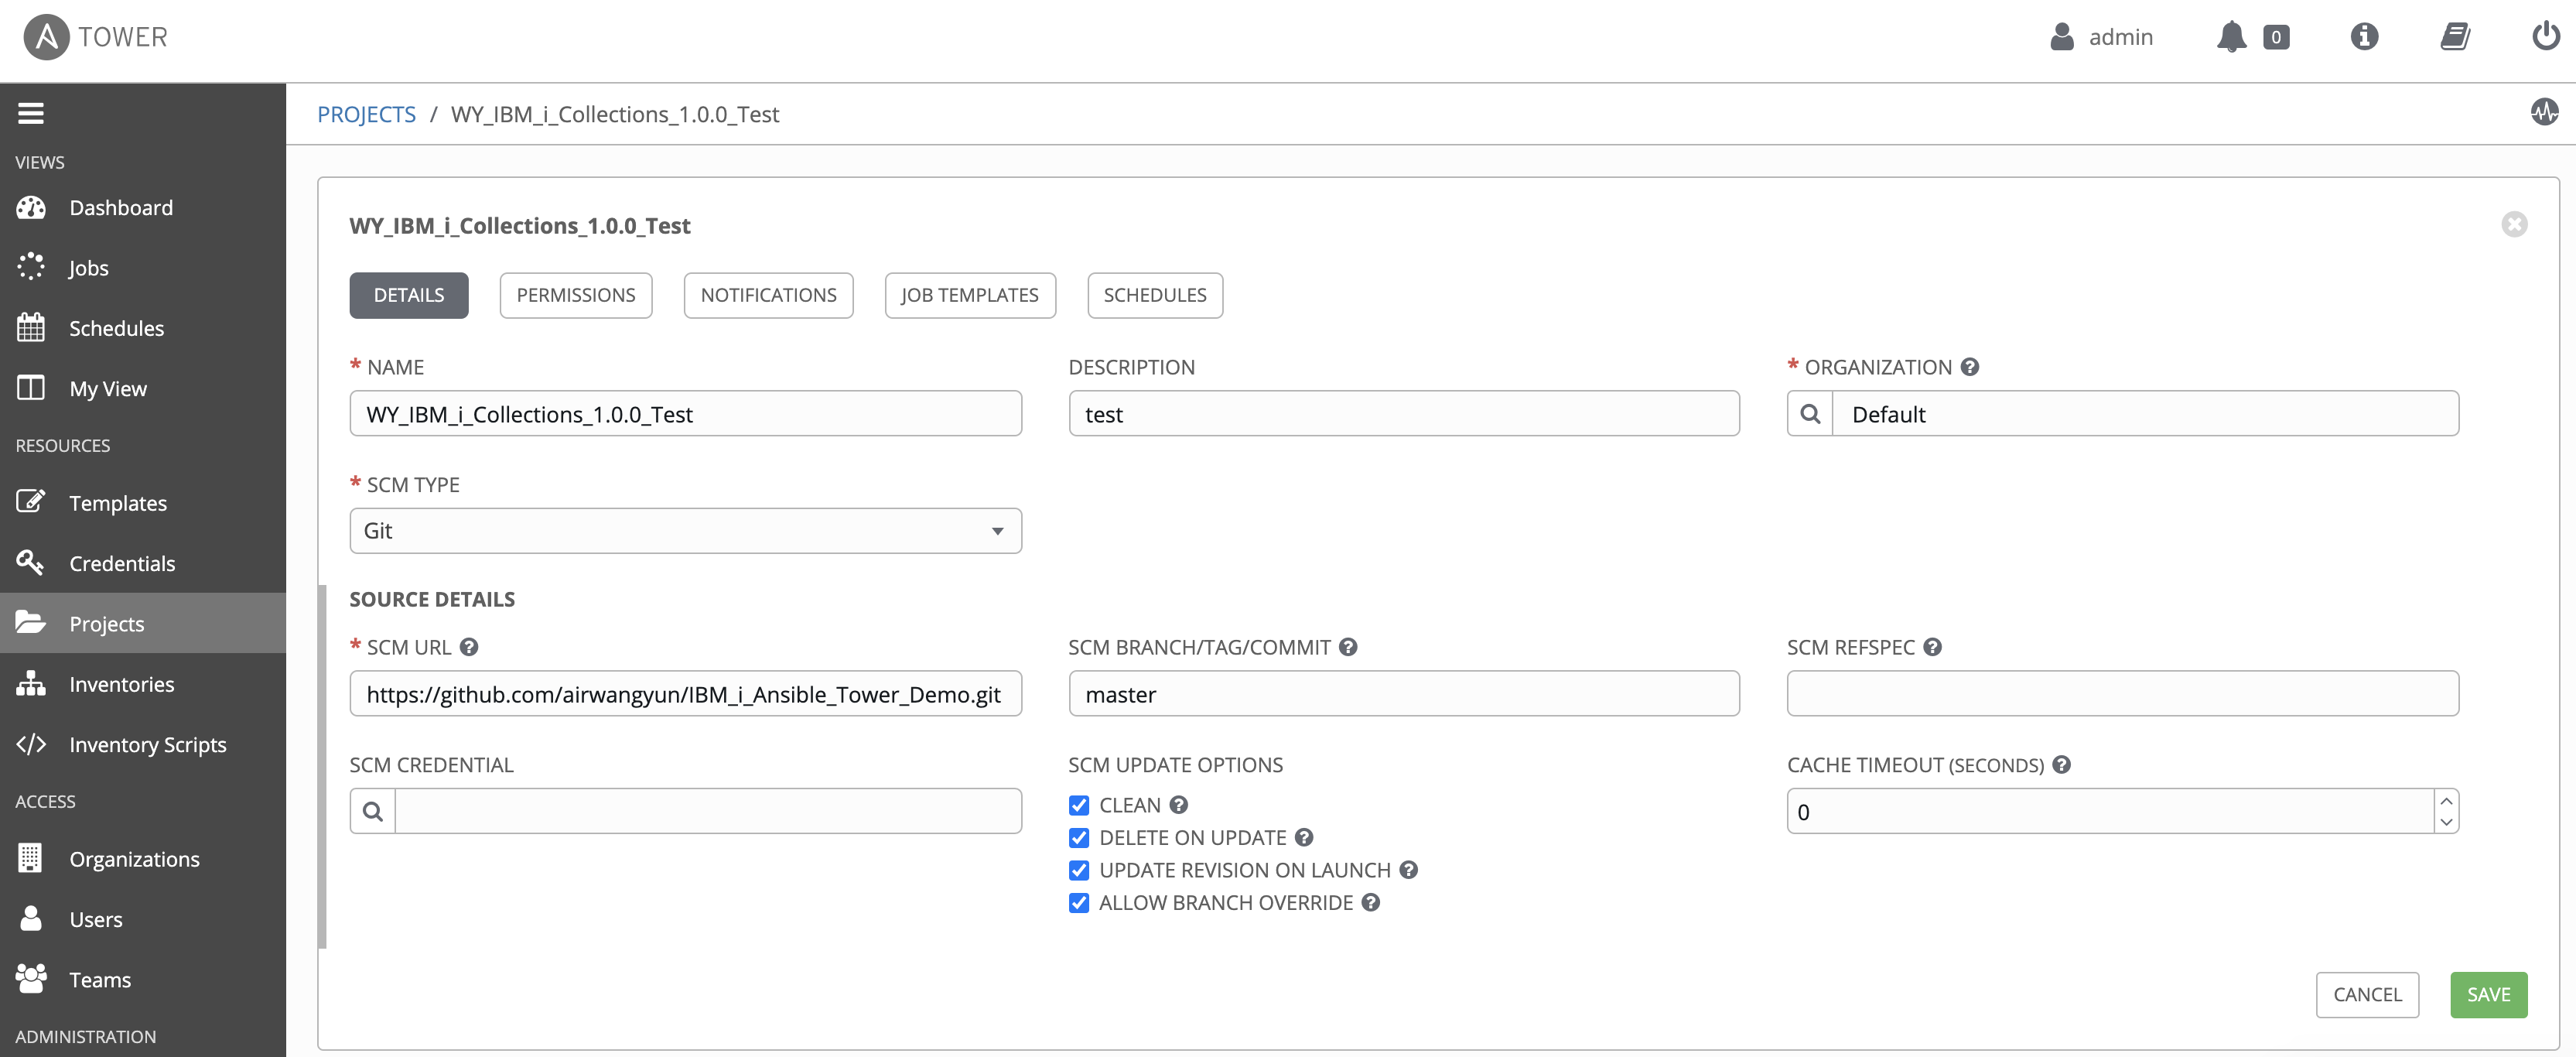 TOWER
admin
0
PROJECTS / WY_IBM_i_Collections_1.0.0_Test
VIEWS
Dashboard
Jobs
Schedules
My View
RESOURCES
Templates
Credentials
Projects
Inventories
Inventory Scripts
ACCESS
Organizations
Users
Teams
ADMINISTRATION
WY_IBM_i_Collections_1.0.0_Test
DETAILS PERMISSIONS NOTIFICATIONS JOB TEMPLATES SCHEDULES
* NAME
WY_IBM_i_Collections_1.0.0_Test
DESCRIPTION
test
* ORGANIZATION
Default
* SCM TYPE
Git
SOURCE DETAILS
* SCM URL
https://github.com/airwangyun/IBM_i_Ansible_Tower_Demo.git
SCM BRANCH/TAG/COMMIT
master
SCM REFSPEC
SCM CREDENTIAL
SCM UPDATE OPTIONS
CLEAN
DELETE ON UPDATE
UPDATE REVISION ON LAUNCH
ALLOW BRANCH OVERRIDE
CACHE TIMEOUT (SECONDS)
0
CANCEL SAVE